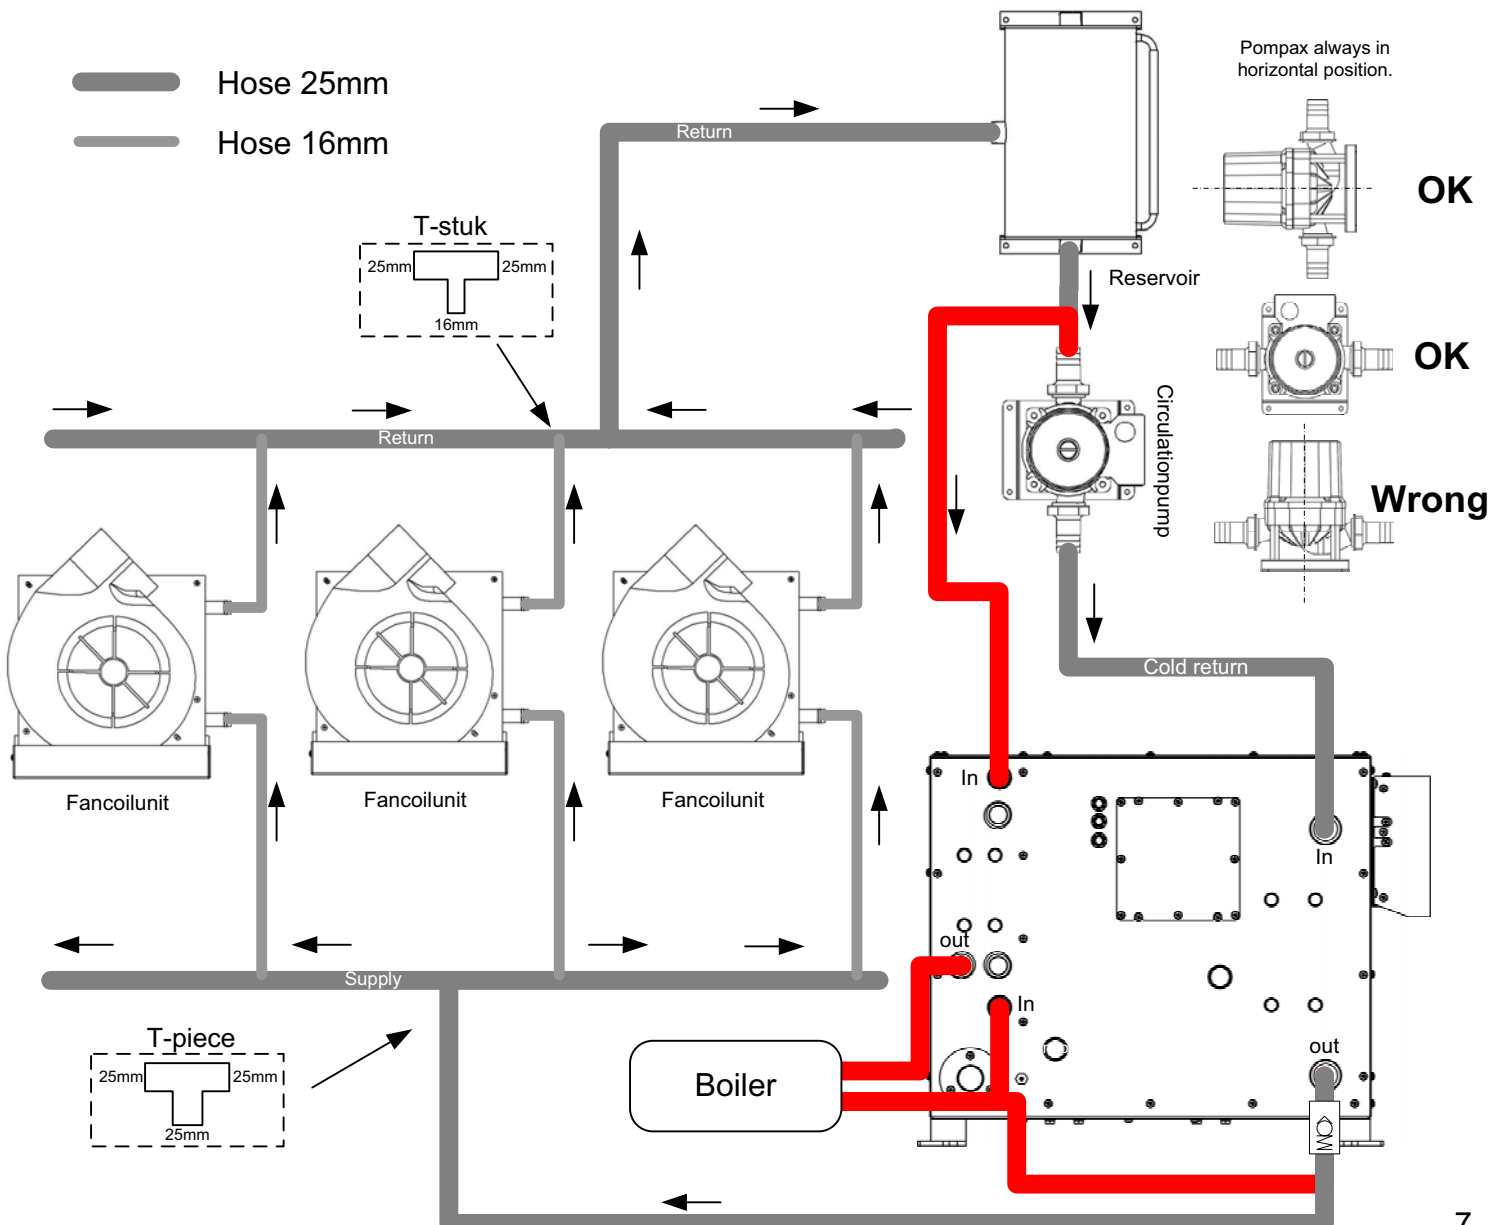 Hose 25mm
Hose 16mm
Pompax always in
horizontal position.
OK
OK
Wrong
Return
Reservoir
T-stuk
25mm 25mm
16mm
Return
Circulationpump
Cold return
Fancoilunit
Fancoilunit
Fancoilunit
In
In
out
In
out
Supply
T-piece
25mm 25mm
25mm
Boiler
7